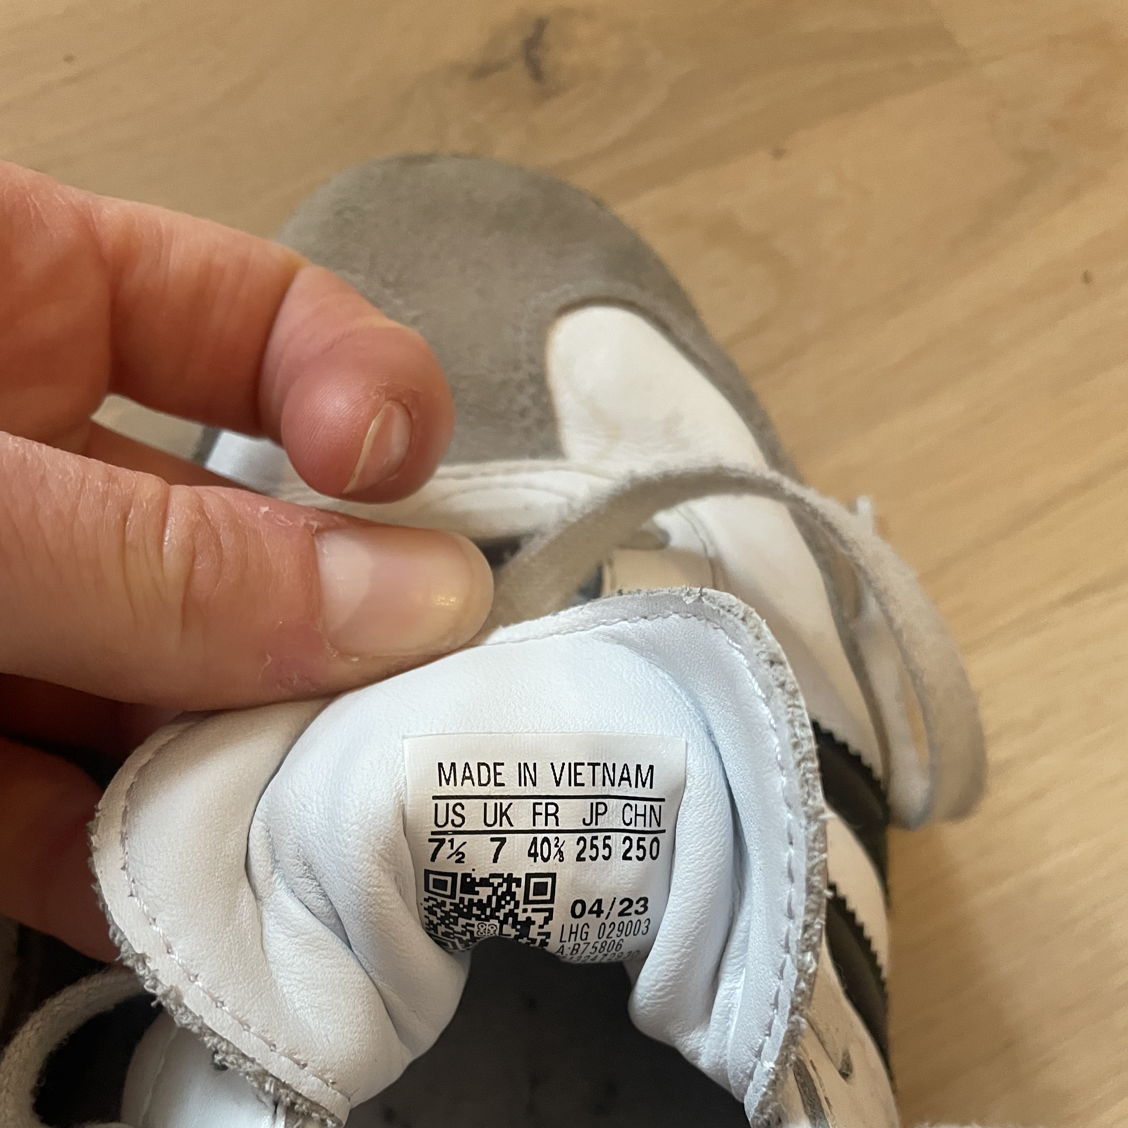 MADE IN VIETNAM
US UK FR JP CHN
7½ 7 40⅔ 255 250
04/23
LHG 029003
A:B75806